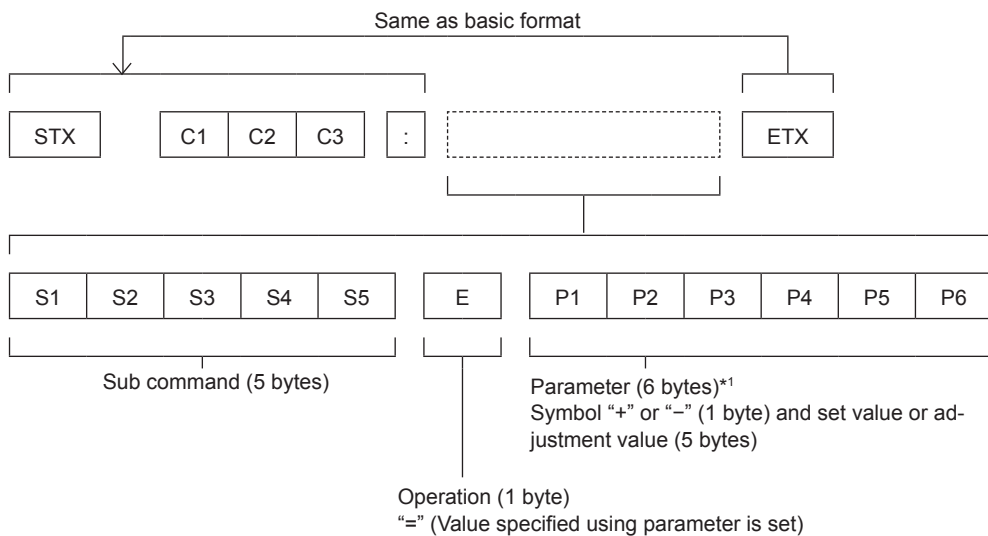 Same as basic format
STX C1 C2 C3 : ETX
S1 S2 S3 S4 S5 E P1 P2 P3 P4 P5 P6
Sub command (5 bytes)
Parameter (6 bytes)*1
Symbol “+” or “−” (1 byte) and set value or ad-
justment value (5 bytes)
Operation (1 byte)
“=” (Value specified using parameter is set)